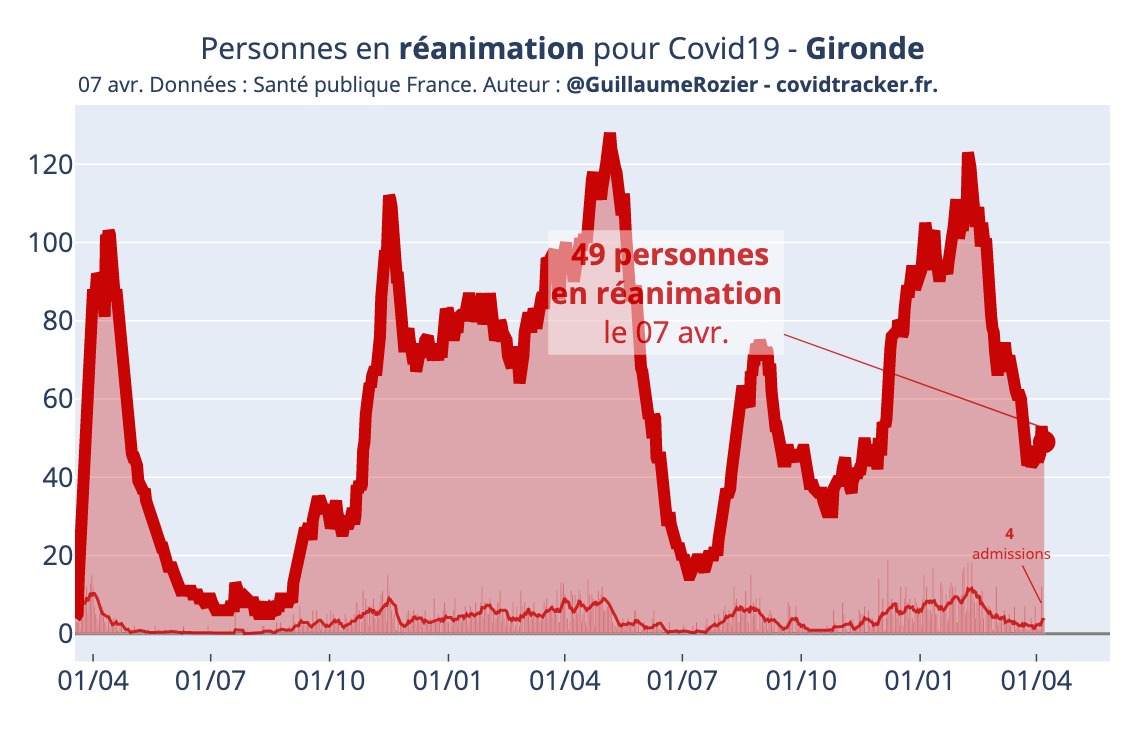 Personnes en réanimation pour Covid19 - Gironde
07 avr. Données : Santé publique France. Auteur : @GuillaumeRozier - covidtracker.fr.
120
100
80
60
40
20
0
49 personnes
en réanimation
le 07 avr.
4
admissions
01/04
01/07
01/10
01/01
01/04
01/07
01/10
01/01
01/04